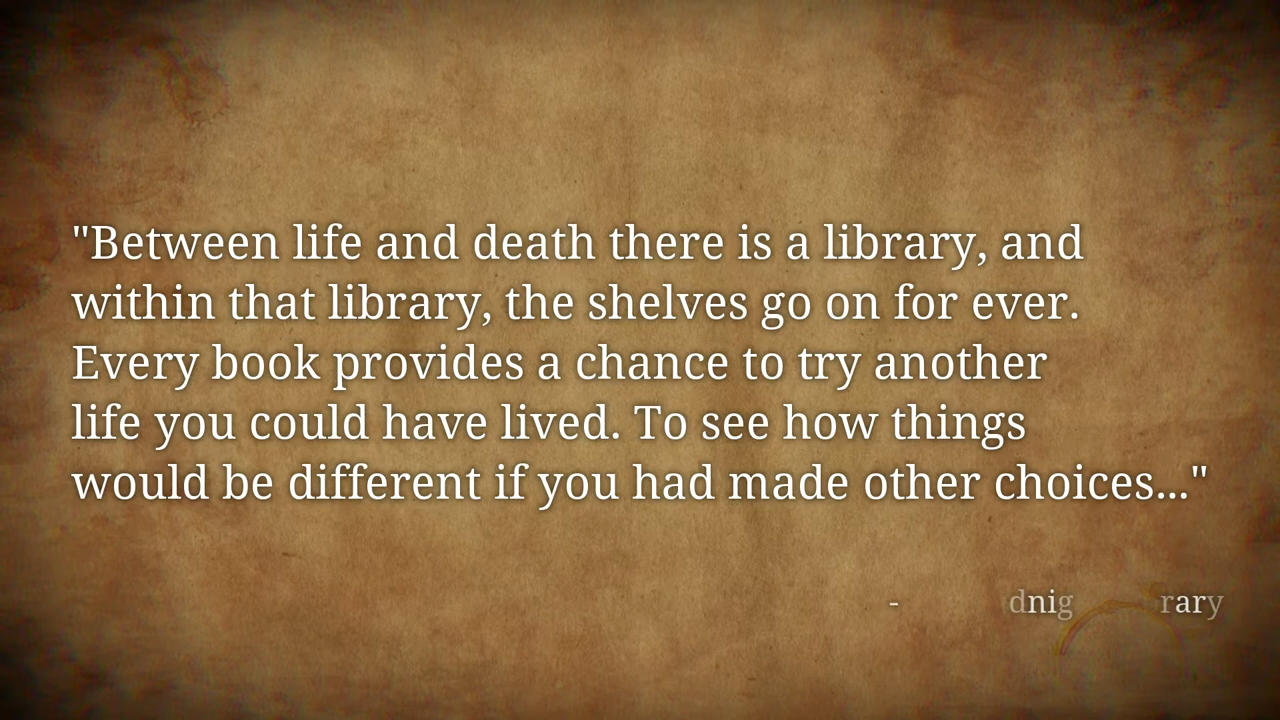 "Between life and death there is a library, and
within that library, the shelves go on for ever.
Every book provides a chance to try another
life you could have lived. To see how things
would be different if you had made other choices..."
-